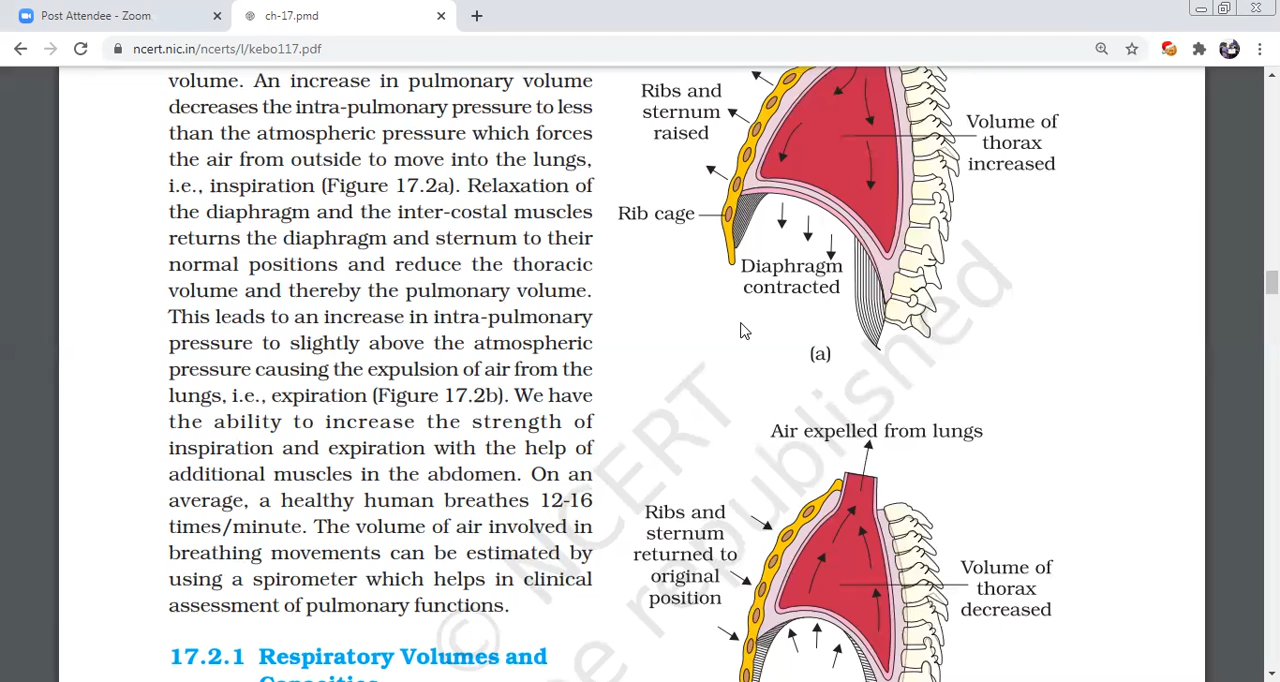 Post Attendee - Zoom
ch-17.pmd
ncert.nic.in/ncerts/l/kebo117.pdf
volume. An increase in pulmonary volume
decreases the intra-pulmonary pressure to less
than the atmospheric pressure which forces
the air from outside to move into the lungs,
i.e., inspiration (Figure 17.2a). Relaxation of
the diaphragm and the inter-costal muscles
returns the diaphragm and sternum to their
normal positions and reduce the thoracic
volume and thereby the pulmonary volume.
This leads to an increase in intra-pulmonary
pressure to slightly above the atmospheric
pressure causing the expulsion of air from the
lungs, i.e., expiration (Figure 17.2b). We have
the ability to increase the strength of
inspiration and expiration with the help of
additional muscles in the abdomen. On an
average, a healthy human breathes 12-16
times/minute. The volume of air involved in
breathing movements can be estimated by
using a spirometer which helps in clinical
assessment of pulmonary functions.
17.2.1 Respiratory Volumes and
Capacities
Ribs and
sternum
raised
Volume of
thorax
increased
Rib cage
Diaphragm
contracted
(a)
Air expelled from lungs
Ribs and
sternum
returned to
original
position
Volume of
thorax
decreased
© NCERT
republished